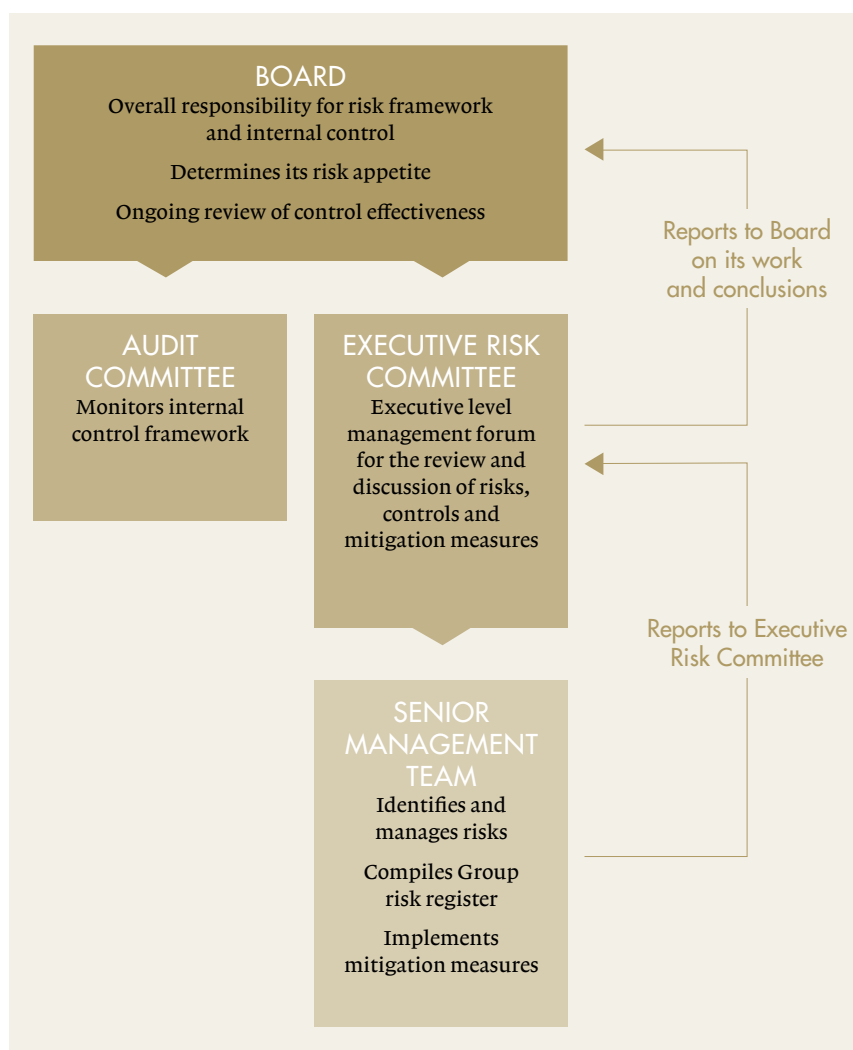 BOARD
Overall responsibility for risk framework
and internal control
Determines its risk appetite
Ongoing review of control effectiveness
Reports to Board
on its work
and conclusions
AUDIT
COMMITTEE
Monitors internal
control framework
EXECUTIVE RISK
COMMITTEE
Executive level
management forum
for the review and
discussion of risks,
controls and
mitigation measures
Reports to Executive
Risk Committee
SENIOR
MANAGEMENT
TEAM
Identifies and
manages risks
Compiles Group
risk register
Implements
mitigation measures